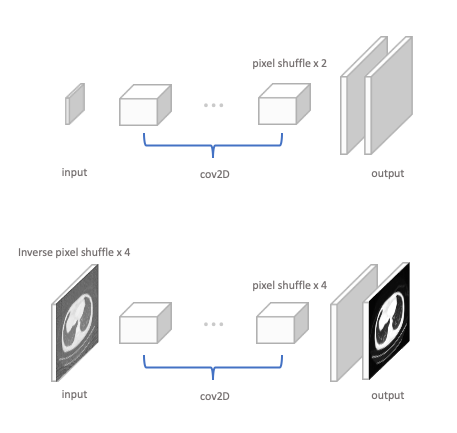 pixel shuffle x 2
input
cov2D
output
Inverse pixel shuffle x 4
pixel shuffle x 4
input
cov2D
output